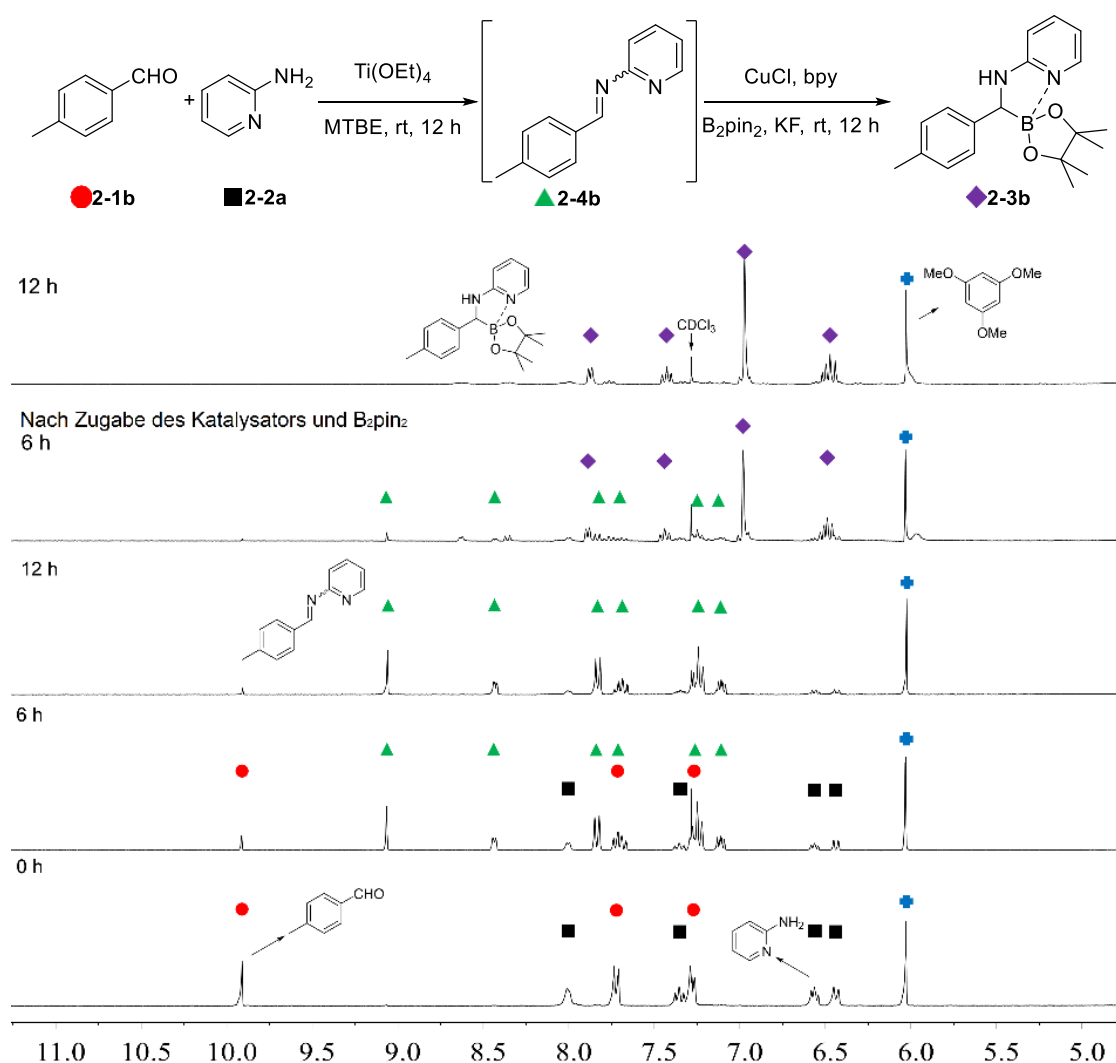 CHO
NH₂
+
N
Ti(OEt)₄
MTBE, rt, 12 h
N
N
CuCl, bpy
B₂pin₂, KF, rt, 12 h
HN
N
B
O
O
2-1b
2-2a
2-4b
2-3b
12 h
HN
N
B
O
O
CDCl₃
MeO
OMe
OMe
Nach Zugabe des Katalysators und B₂pin₂
6 h
12 h
N
N
6 h
0 h
CHO
NH₂
N
11.0 10.5 10.0 9.5 9.0 8.5 8.0 7.5 7.0 6.5 6.0 5.5 5.0